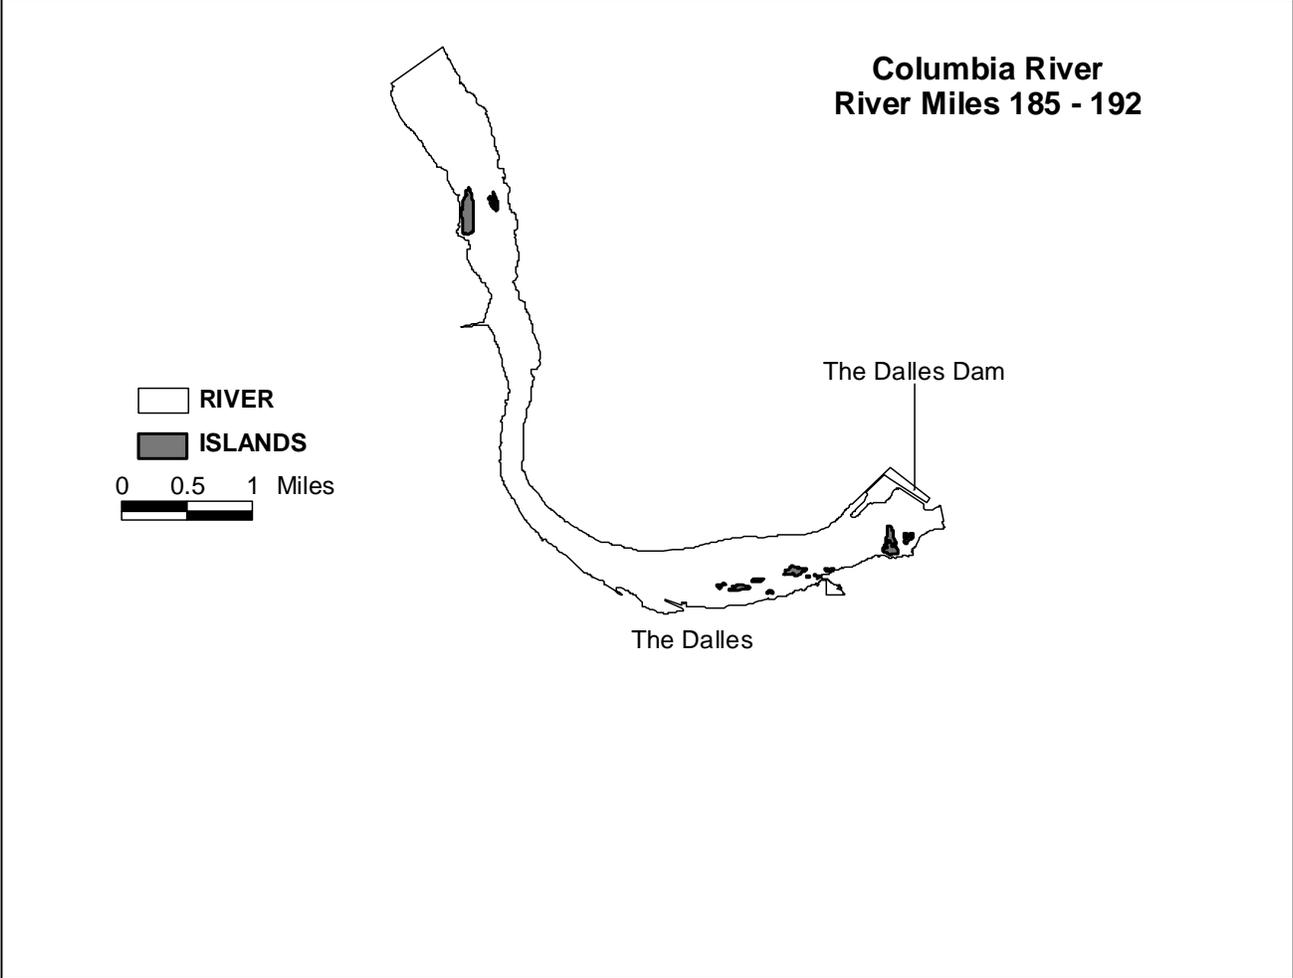 Columbia River
River Miles 185 - 192
The Dalles Dam
RIVER
ISLANDS
0 0.5 1 Miles
The Dalles